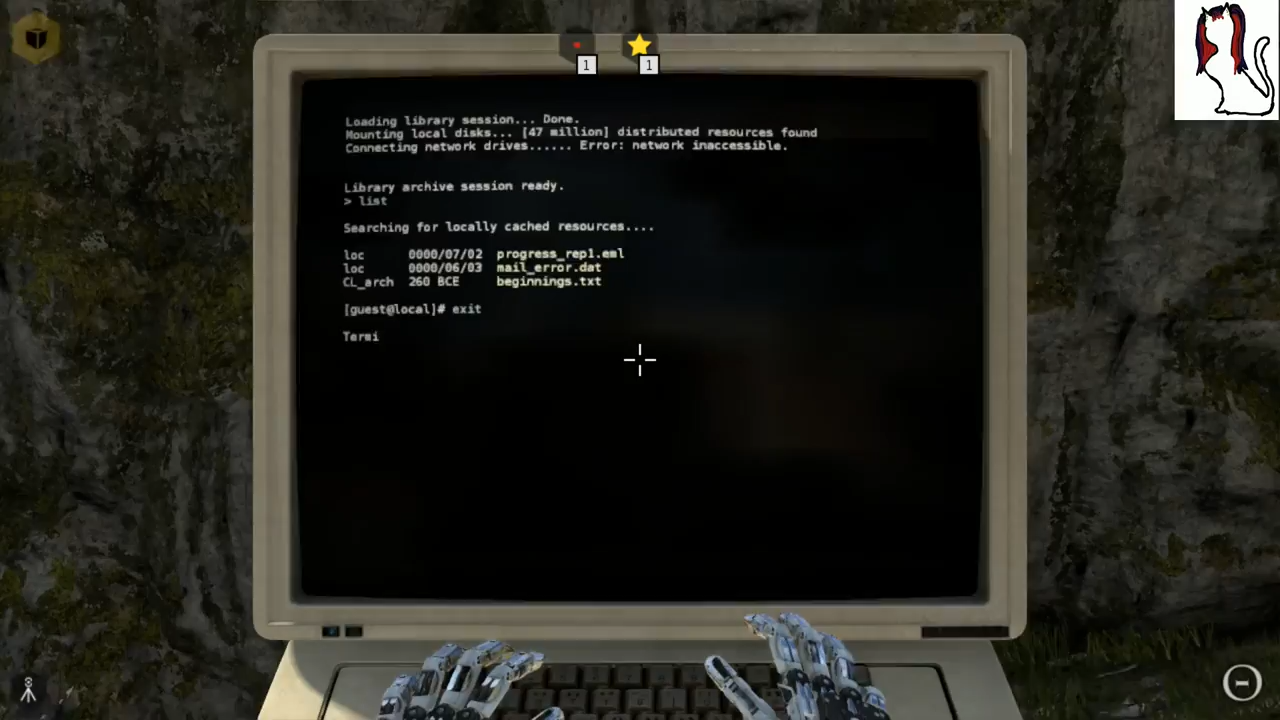 1 1
Loading library session... Done.
Mounting local disks... [47 million] distributed resources found
Connecting network drives...... Error: network inaccessible.
Library archive session ready.
> list
Searching for locally cached resources....
loc 0000/07/02 progress_rep1.eml
loc 0000/06/03 mail_error.dat
CL_arch 260 BCE beginnings.txt
[guest@local]# exit
Termi